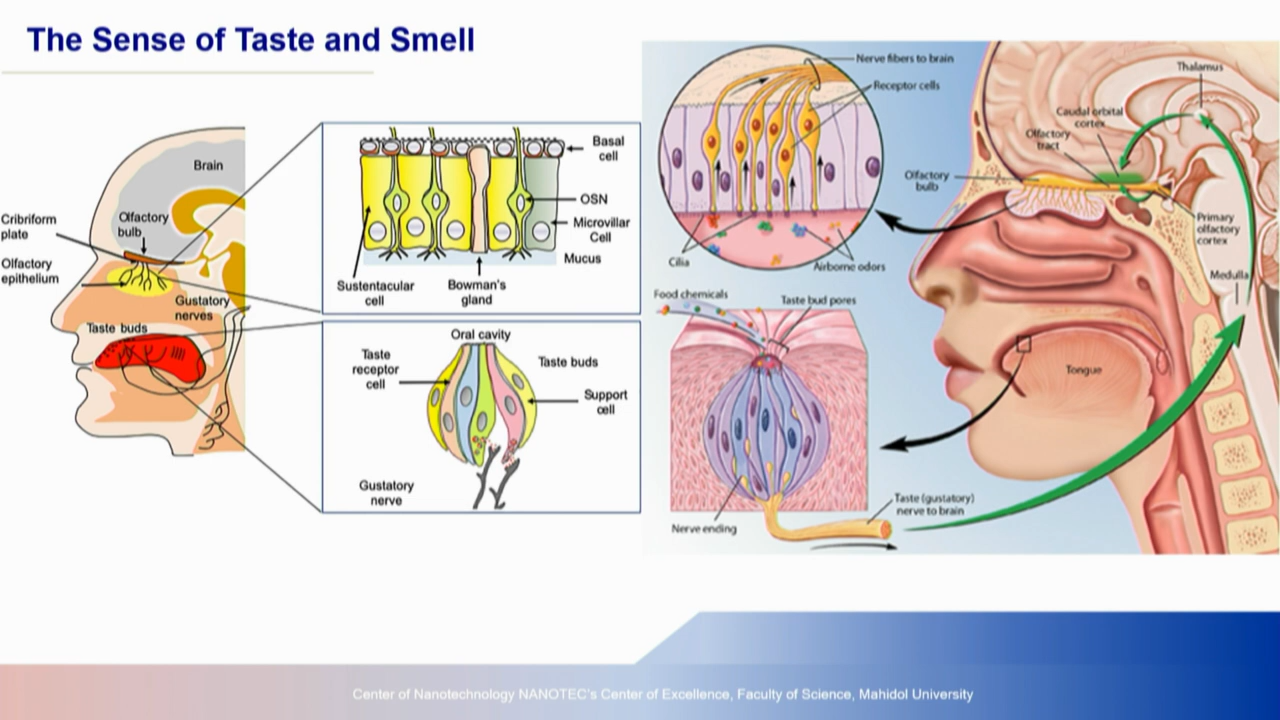 The Sense of Taste and Smell
Brain
Cribriform
plate
Olfactory
bulb
Olfactory
epithelium
Gustatory
nerves
Taste buds
Basal
cell
OSN
Microvillar
Cell
Mucus
Sustentacular
cell
Bowman's
gland
Oral cavity
Taste
receptor
cell
Taste buds
Support
cell
Gustatory
nerve
Nerve fibers to brain
Receptor cells
Thalamus
Caudal orbital
cortex
Olfactory
tract
Olfactory
bulb
Primary
olfactory
cortex
Cilia
Airborne odors
Medulla
Food chemicals
Taste bud pores
Tongue
Taste (gustatory)
nerve to brain
Nerve ending
Center of Nanotechnology NANOTEC's Center of Excellence, Faculty of Science, Mahidol University